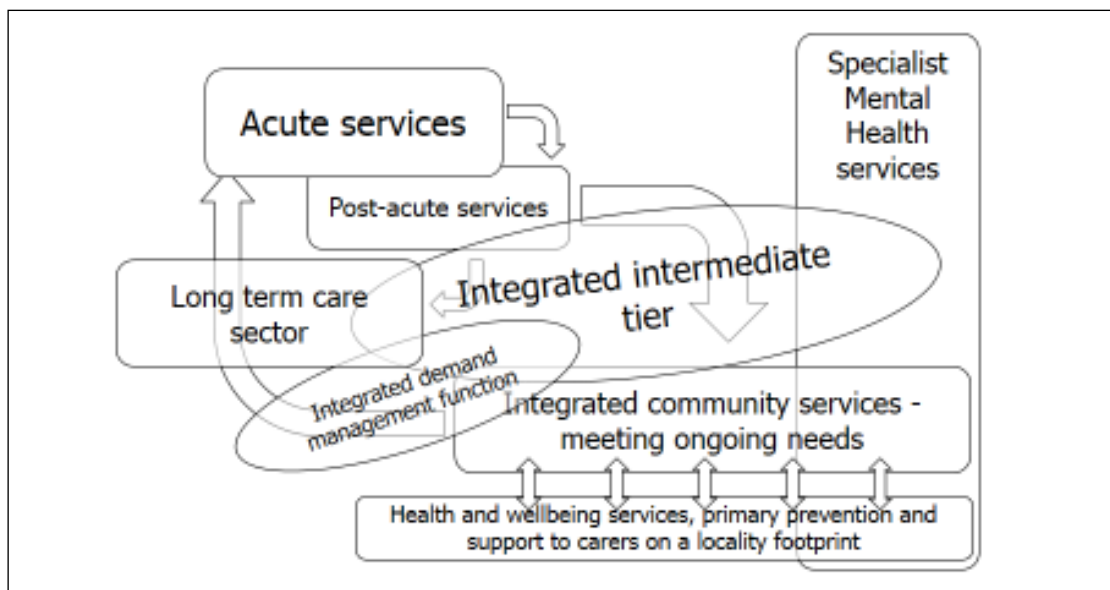 Specialist
Mental
Health
services
Acute services
Post-acute services
Integrated intermediate
tier
Long term care
sector
Integrated demand
management function
Integrated community services -
meeting ongoing needs
Health and wellbeing services, primary prevention and
support to carers on a locality footprint